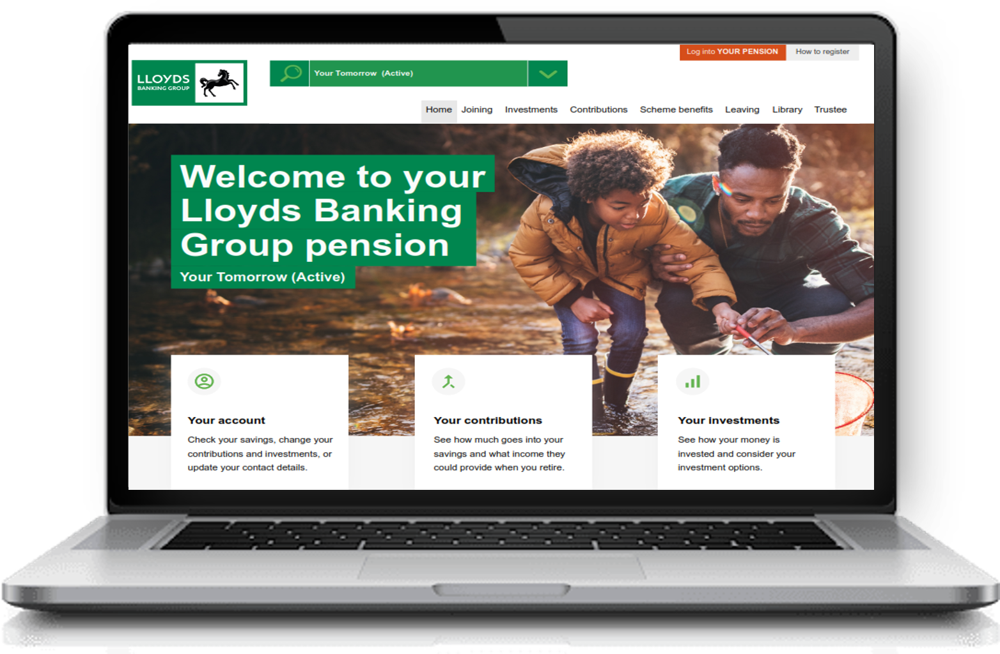 Log into YOUR PENSION
How to register
LLOYDS
BANKING GROUP
Your Tomorrow (Active)
Home
Joining
Investments
Contributions
Scheme benefits
Leaving
Library
Trustee
Welcome to your
Lloyds Banking
Group pension
Your Tomorrow (Active)
Your account
Check your savings, change your
contributions and investments, or
update your contact details.
Your contributions
See how much goes into your
savings and what income they
could provide when you retire.
Your investments
See how your money is
invested and consider your
investment options.